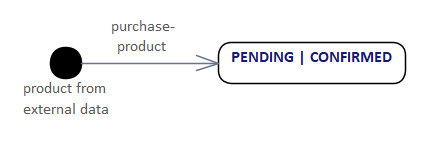 purchase-
product
PENDING | CONFIRMED
product from
external data